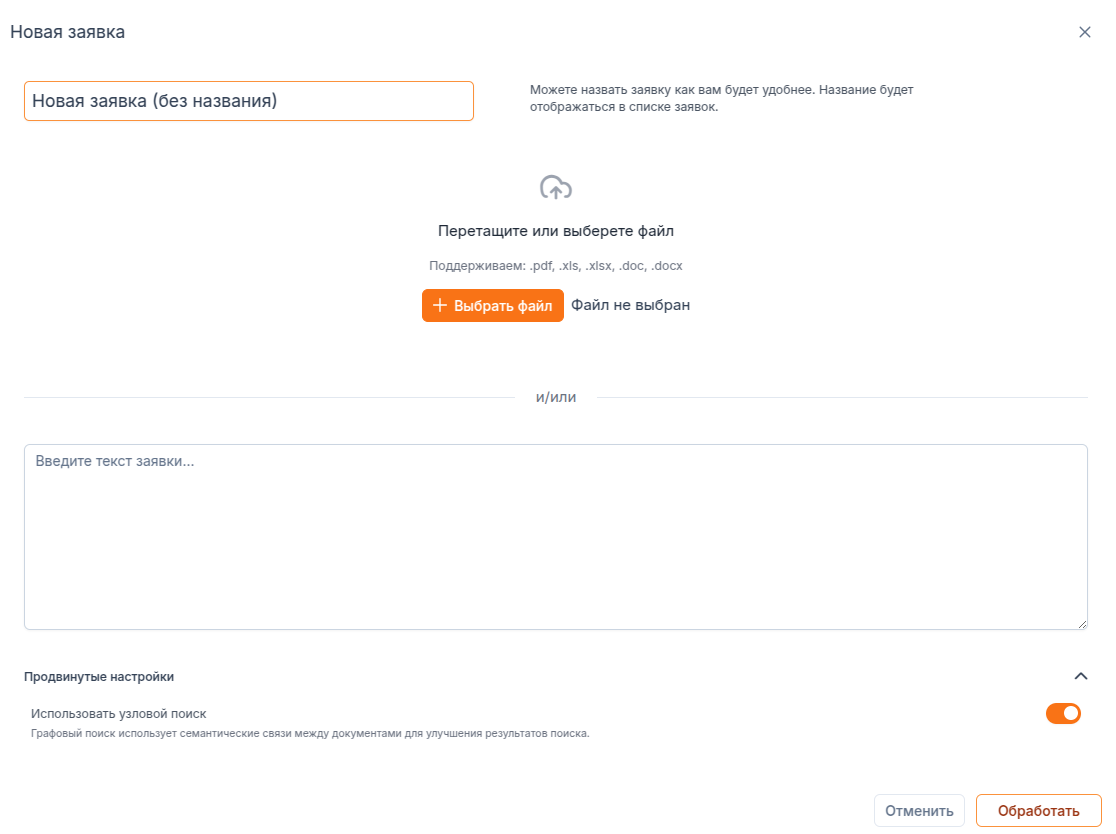 Новая заявка
Новая заявка (без названия)
Можете назвать заявку как вам будет удобнее. Название будет
отображаться в списке заявок.
Перетащите или выберете файл
Поддерживаем: .pdf, .xls, .xlsx, .doc, .docx
Выбрать файл Файл не выбран
и/или
Введите текст заявки...
Продвинутые настройки
Использовать узловой поиск
Графовый поиск использует семантические связи между документами для улучшения результатов поиска.
Отменить Обработать